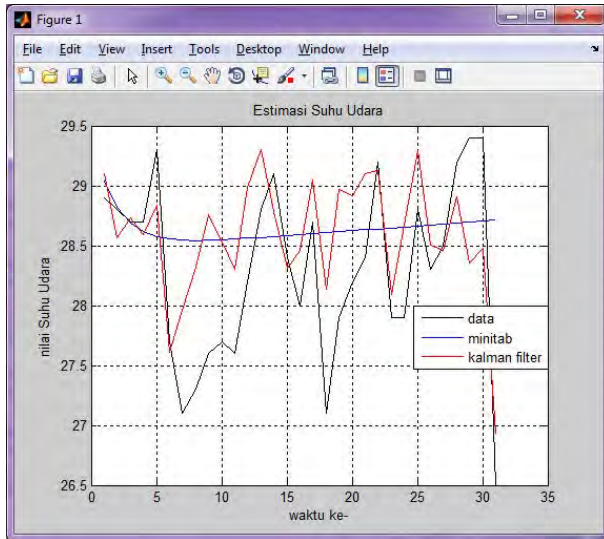 Figure 1
File Edit View Insert Tools Desktop Window Help
Estimasi Suhu Udara
29.5
29
28.5
28
27.5
27
26.5
nilai Suhu Udara
data
minitab
kalman filter
0 5 10 15 20 25 30 35
waktu ke-